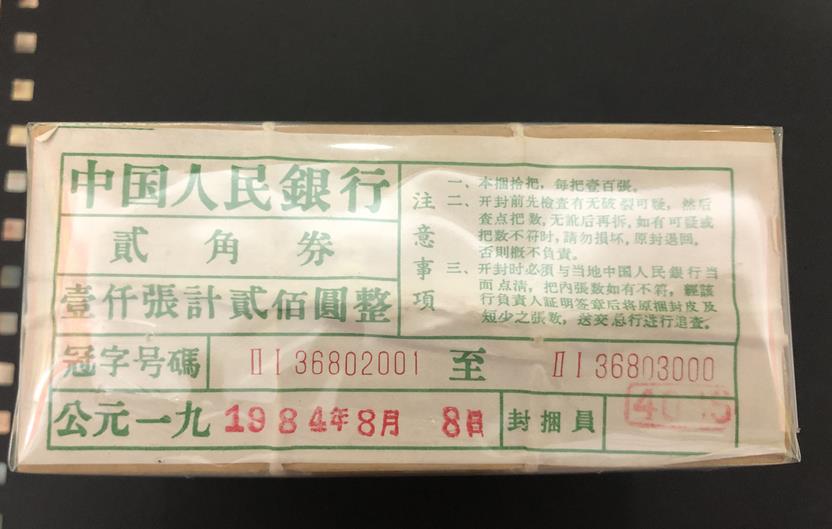 中国人民銀行
貳角券
壹仟張計貳佰圓整
注意事項
一、本捆拾把，每把壹百張。
二、开封前先檢查有无破裂可疑，然后
查点把数，无訛后再拆，如有可疑或
把数不符时，請勿損坏，原封退回。
否則概不負責。
三、开封时必須与当地中国人民銀行当
面点清，把內張数如有不符，經該
行負責人証明签章后将原捆封皮及
短少之張数，送交总行进行追查。
冠字号碼 ⅡⅠ36802001 至 ⅡⅠ36803000
公元一九 1984年8月 8日 封捆員